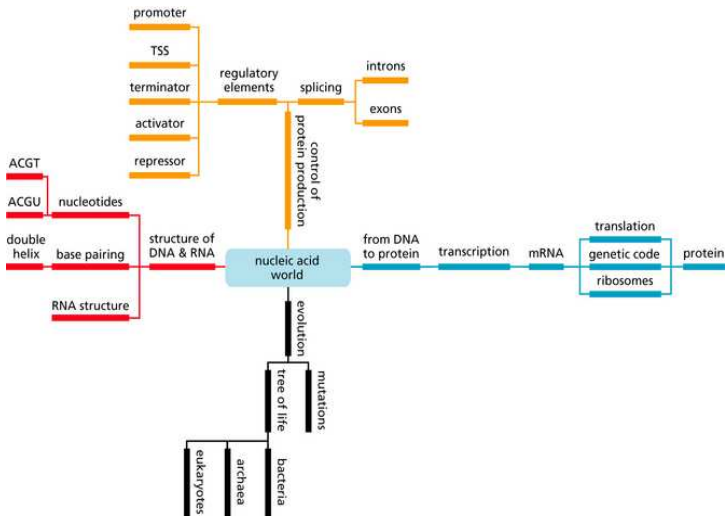 promoter
TSS
terminator
activator
repressor
regulatory
elements
splicing
introns
exons
control of
protein production
ACGT
ACGU
nucleotides
double
helix
base pairing
structure of
DNA & RNA
RNA structure
nucleic acid
world
from DNA
to protein
transcription
mRNA
translation
genetic code
ribosomes
protein
evolution
tree of life
mutations
eukaryotes
archaea
bacteria